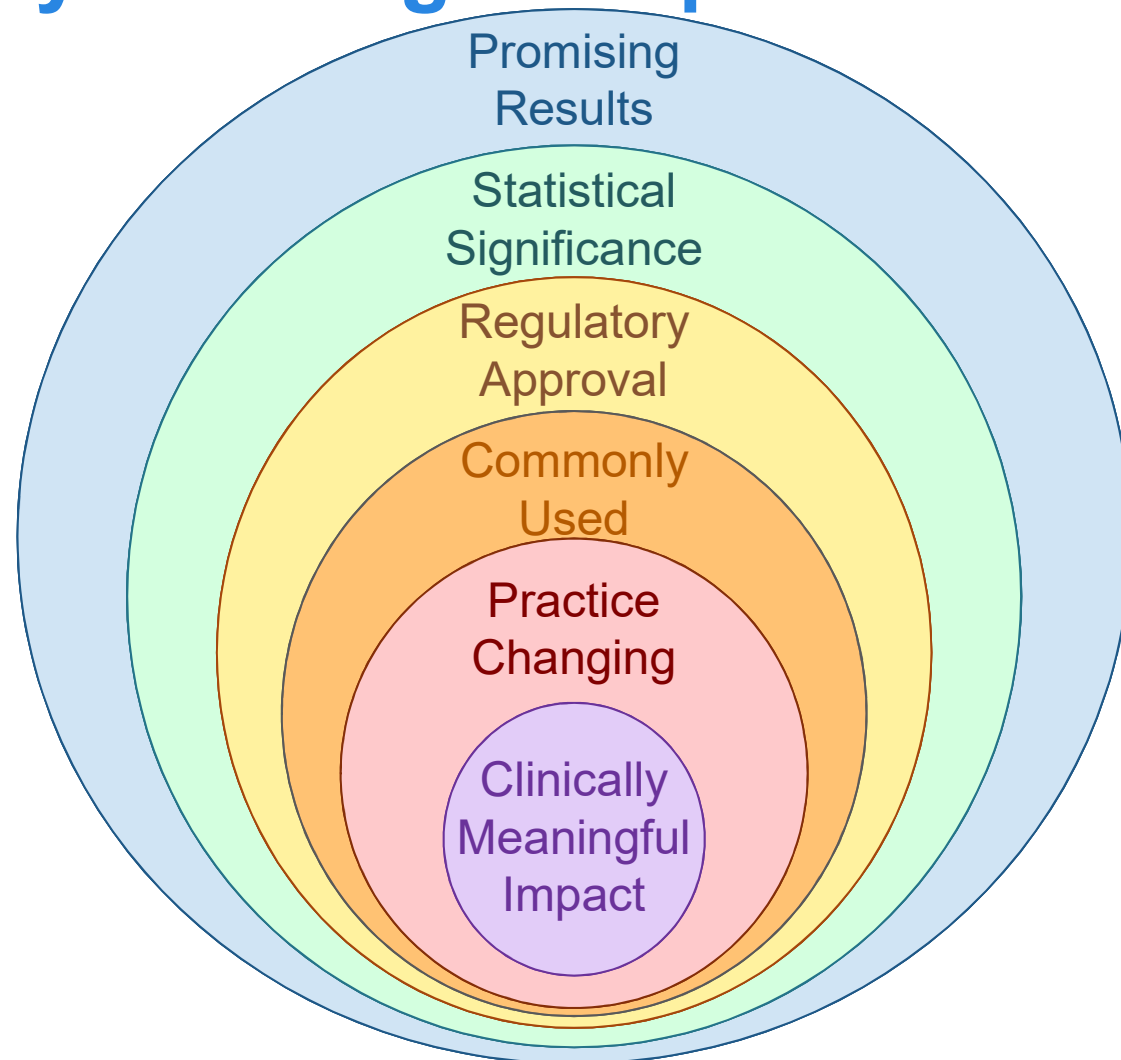 Promising
Results
Statistical
Significance
Regulatory
Approval
Commonly
Used
Practice
Changing
Clinically
Meaningful
Impact